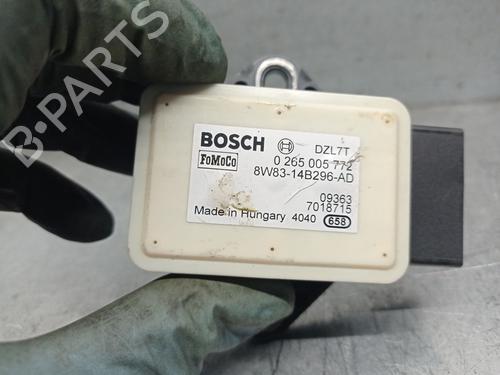 B-PARTS
BOSCH DZL7T
FoMoCo 0 265 005 772
8W83-14B296-AD
09363
7018715
Made in Hungary 4040 658